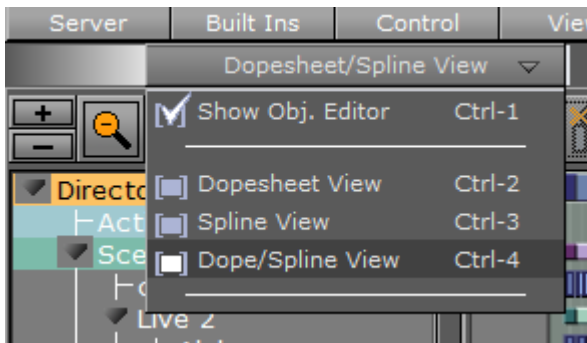 Server Built Ins Control Vie
Dopesheet/Spline View
Show Obj. Editor Ctrl-1
Directo Dopesheet View Ctrl-2
Act Spline View Ctrl-3
Sce Dope/Spline View Ctrl-4
Live 2